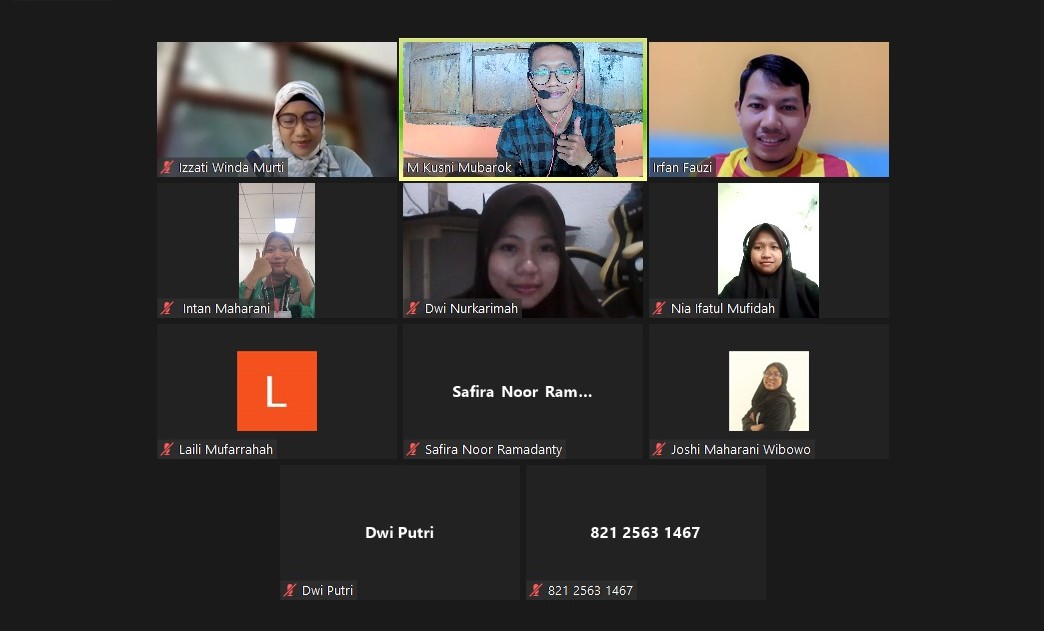 Izzati Winda Murti
M Kusni Mubarok
Irfan Fauzi
Intan Maharani
Dwi Nurkarimah
Nia Ifatul Mufidah
L
Laili Mufarrahah
Safira Noor Ram...
Safira Noor Ramadanty
Joshi Maharani Wibowo
Dwi Putri
Dwi Putri
821 2563 1467
821 2563 1467